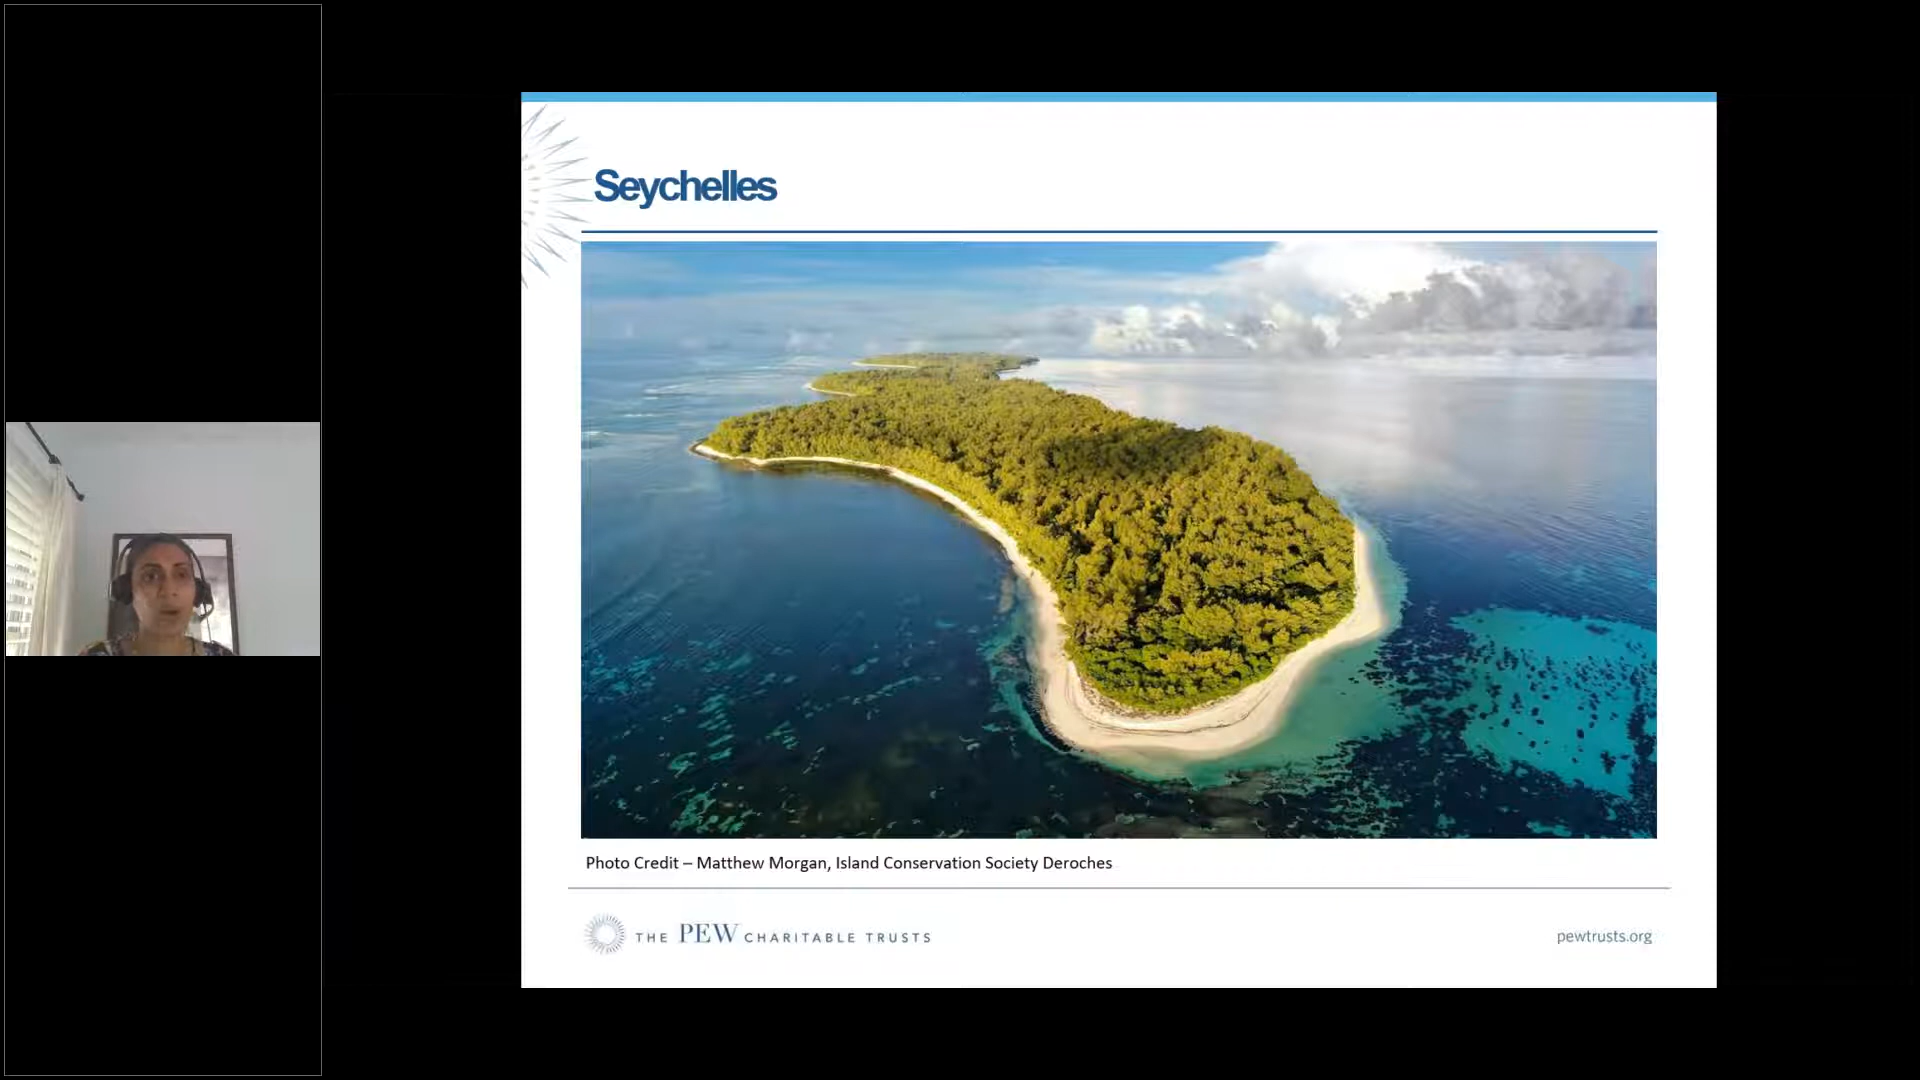 Seychelles
Photo Credit – Matthew Morgan, Island Conservation Society Deroches
THE PEW CHARITABLE TRUSTS
pewtrusts.org